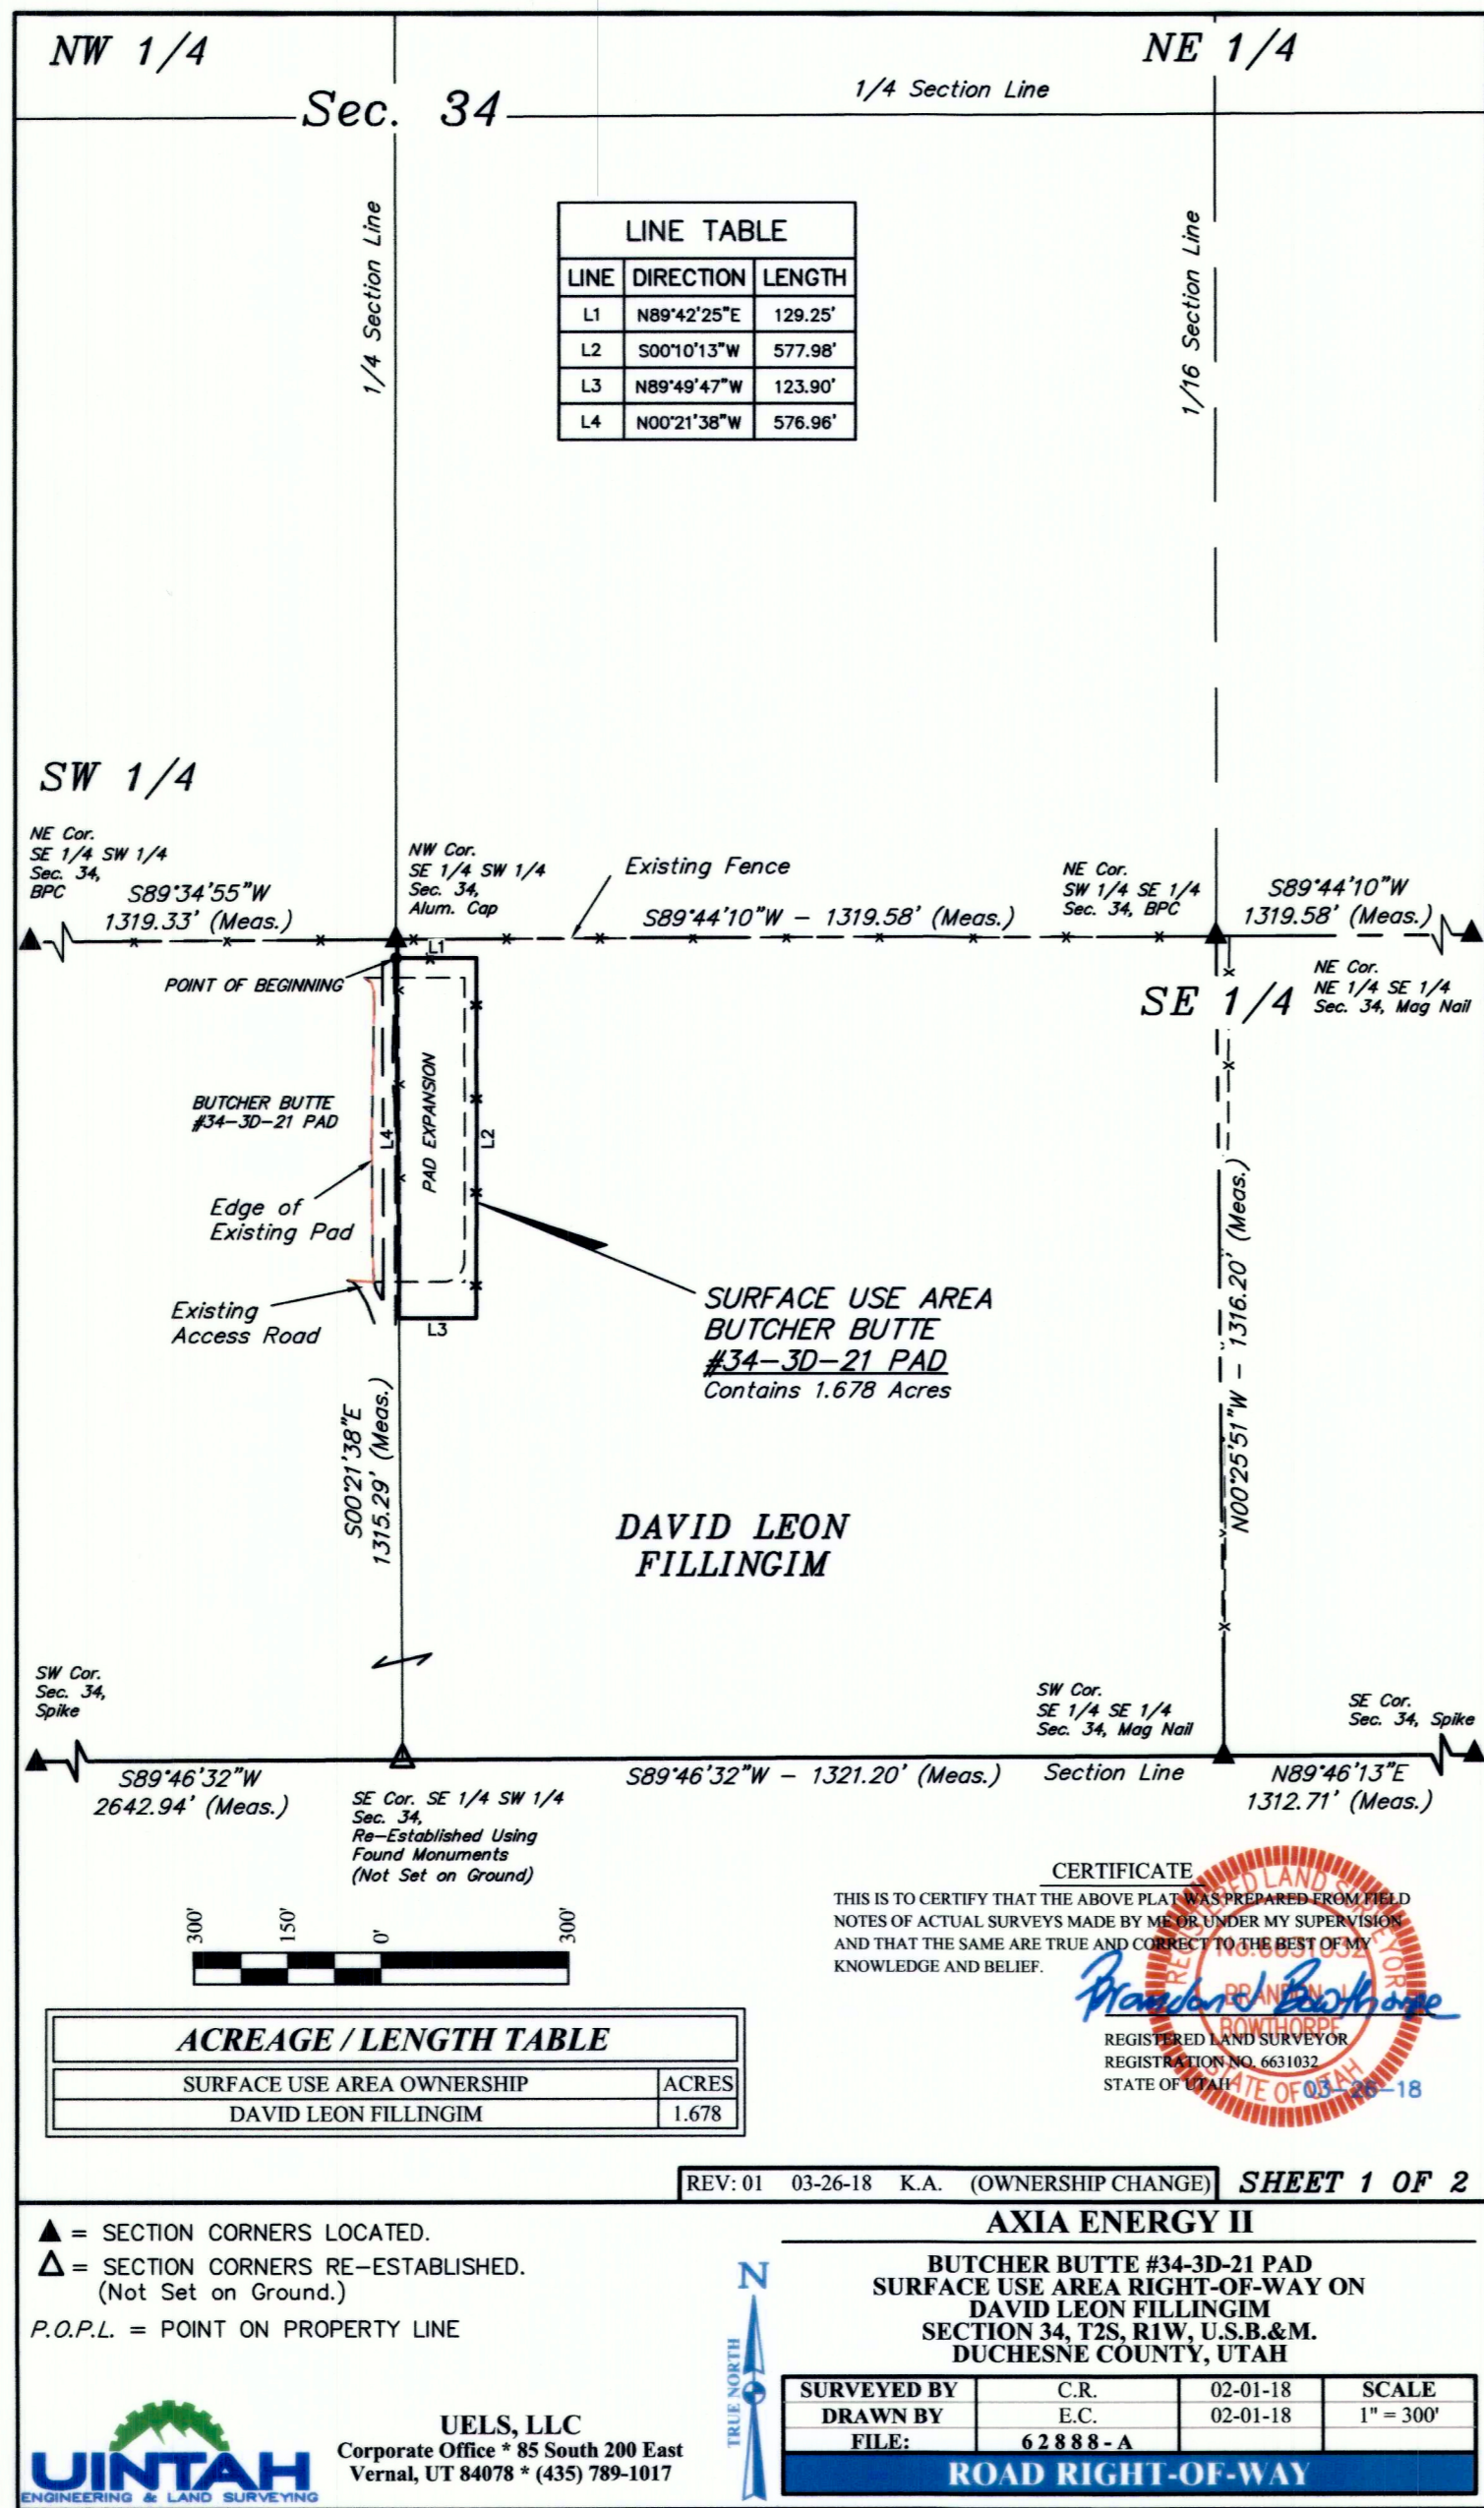 NW 1/4
NE 1/4
1/4 Section Line
Sec. 34
1/4 Section Line
1/16 Section Line
LINE TABLE
LINE DIRECTION LENGTH
L1 N89°42'25"E 129.25'
L2 S00°10'13"W 577.98'
L3 N89°49'47"W 123.90'
L4 N00°21'38"W 576.96'
SW 1/4
NE Cor.
SE 1/4 SW 1/4
Sec. 34,
BPC
S89°34'55"W
1319.33' (Meas.)
NW Cor.
SE 1/4 SW 1/4
Sec. 34,
Alum. Cap
Existing Fence
S89°44'10"W – 1319.58' (Meas.)
NE Cor.
SW 1/4 SE 1/4
Sec. 34, BPC
S89°44'10"W
1319.58' (Meas.)
L1
POINT OF BEGINNING
SE 1/4
NE Cor.
NE 1/4 SE 1/4
Sec. 34, Mag Nail
BUTCHER BUTTE
#34-3D-21 PAD
L4
PAD EXPANSION
L2
Edge of
Existing Pad
Existing
Access Road
L3
SURFACE USE AREA
BUTCHER BUTTE
#34-3D-21 PAD
Contains 1.678 Acres
N00°25'51"W – 1316.20' (Meas.)
S00°21'38"E
1315.29' (Meas.)
DAVID LEON
FILLINGIM
SW Cor.
Sec. 34,
Spike
SW Cor.
SE 1/4 SE 1/4
Sec. 34, Mag Nail
SE Cor.
Sec. 34, Spike
S89°46'32"W
2642.94' (Meas.)
SE Cor. SE 1/4 SW 1/4
Sec. 34,
Re-Established Using
Found Monuments
(Not Set on Ground)
S89°46'32"W – 1321.20' (Meas.)
Section Line
N89°46'13"E
1312.71' (Meas.)
300' 150' 0' 300'
CERTIFICATE
THIS IS TO CERTIFY THAT THE ABOVE PLAT WAS PREPARED FROM FIELD
NOTES OF ACTUAL SURVEYS MADE BY ME OR UNDER MY SUPERVISION
AND THAT THE SAME ARE TRUE AND CORRECT TO THE BEST OF MY
KNOWLEDGE AND BELIEF.
REGISTERED LAND SURVEYOR
No. 6631032
BRANDON J.
BOWTHORPE
STATE OF UTAH
Brandon J Bowthorpe
REGISTERED LAND SURVEYOR
REGISTRATION NO. 6631032
STATE OF UTAH
03-26-18
ACREAGE / LENGTH TABLE
SURFACE USE AREA OWNERSHIP ACRES
DAVID LEON FILLINGIM 1.678
REV: 01 03-26-18 K.A. (OWNERSHIP CHANGE)
SHEET 1 OF 2
▲ = SECTION CORNERS LOCATED.
△ = SECTION CORNERS RE-ESTABLISHED.
(Not Set on Ground.)
P.O.P.L. = POINT ON PROPERTY LINE
N
TRUE NORTH
AXIA ENERGY II
BUTCHER BUTTE #34-3D-21 PAD
SURFACE USE AREA RIGHT-OF-WAY ON
DAVID LEON FILLINGIM
SECTION 34, T2S, R1W, U.S.B.&M.
DUCHESNE COUNTY, UTAH
SURVEYED BY C.R. 02-01-18 SCALE
DRAWN BY E.C. 02-01-18 1" = 300'
FILE: 62888-A
ROAD RIGHT-OF-WAY
UINTAH
ENGINEERING & LAND SURVEYING
UELS, LLC
Corporate Office * 85 South 200 East
Vernal, UT 84078 * (435) 789-1017